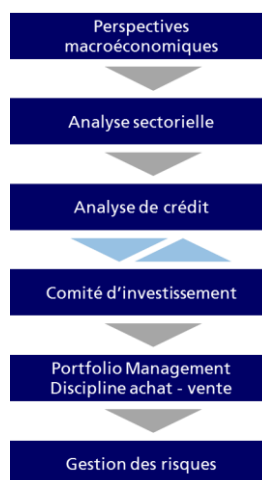 Perspectives
macroéconomiques
Analyse sectorielle
Analyse de crédit
Comité d'investissement
Portfolio Management
Discipline achat - vente
Gestion des risques